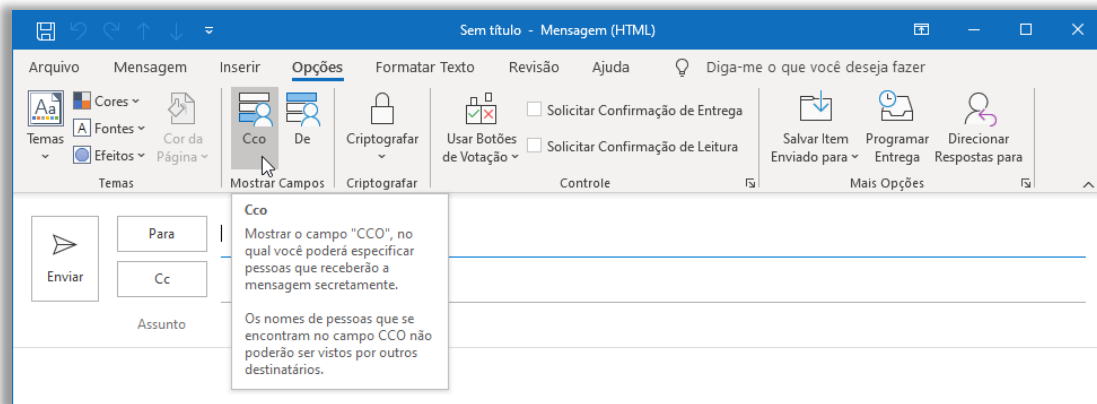 Sem título - Mensagem (HTML)
Arquivo Mensagem Inserir Opções Formatar Texto Revisão Ajuda Diga-me o que você deseja fazer
Aa
Temas
Cores
A Fontes
Efeitos
Cor da
Página
Temas
Cco
De
Mostrar Campos
Criptografar
Criptografar
Usar Botões
de Votação
Solicitar Confirmação de Entrega
Solicitar Confirmação de Leitura
Controle
Salvar Item
Enviado para
Programar
Entrega
Direcionar
Respostas para
Mais Opções
Enviar
Para
Cc
Assunto
Cco
Mostrar o campo "CCO", no
qual você poderá especificar
pessoas que receberão a
mensagem secretamente.
Os nomes de pessoas que se
encontram no campo CCO não
poderão ser vistos por outros
destinatários.